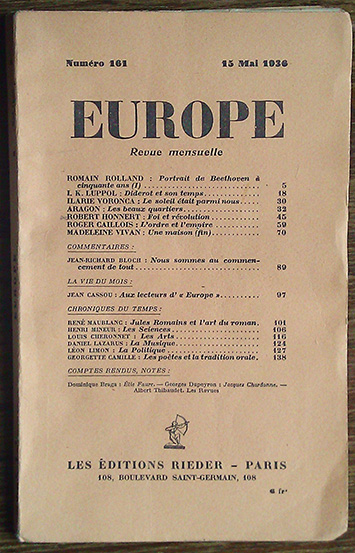 Numéro 161 15 Mai 1936
EUROPE
Revue mensuelle
ROMAIN ROLLAND : Portrait de Beethoven à
cinquante ans (I) ........................ 5
I. K. LUPPOL : Diderot et son temps ............ 18
ILARIE VORONCA : Le soleil était parmi nous .... 30
ARAGON : Les beaux quartiers ................ 32
ROBERT HONNERT : Foi et révolution .......... 45
ROGER CAILLOIS : L'ordre et l'empire .......... 59
MADELEINE VIVAN : Une maison (fin) .......... 70
COMMENTAIRES :
JEAN-RICHARD BLOCH : Nous sommes au commen-
cement de tout .......................... 89
LA VIE DU MOIS :
JEAN CASSOU : Aux lecteurs d' « Europe » .......... 97
CHRONIQUES DU TEMPS :
RENÉ MAUBLANC : Jules Romains et l'art du roman. 101
HENRI MINEUR : Les Sciences .................. 106
LOUIS CHERONNET : Les Arts .................. 116
DANIEL LAZARUS : La Musique .................. 124
LÉON LIMON : La Politique .................... 127
GEORGETTE CAMILLE : Les poètes et la tradition orale. 138
COMPTES RENDUS, NOTES :
Dominique Braga : Élie Faure. — Georges Dupeyron : Jacques Chardonne. —
Albert Thibaudet. Les Revues
LES ÉDITIONS RIEDER – PARIS
108, BOULEVARD SAINT-GERMAIN, 108
6 fr